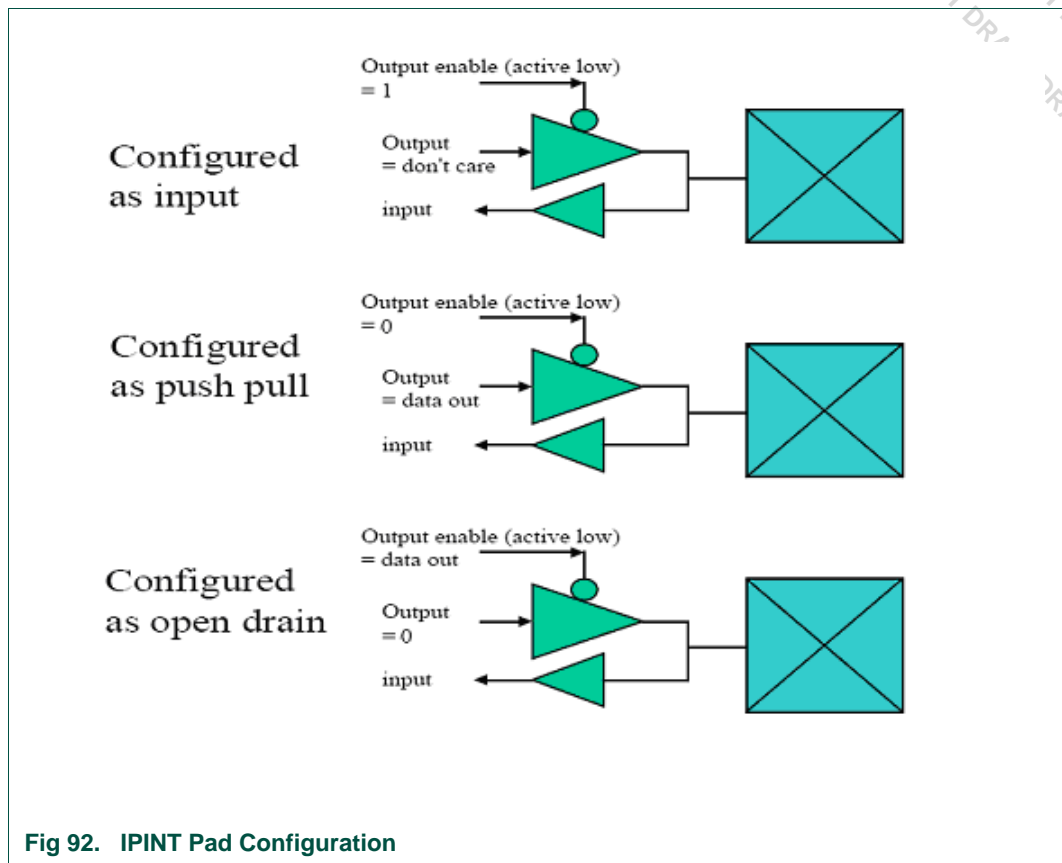 Output enable (active low)
= 1
Configured
as input
Output
= don't care
input
Output enable (active low)
= 0
Configured
as push pull
Output
= data out
input
Output enable (active low)
= data out
Configured
as open drain
Output
= 0
input
Fig 92. IPINT Pad Configuration